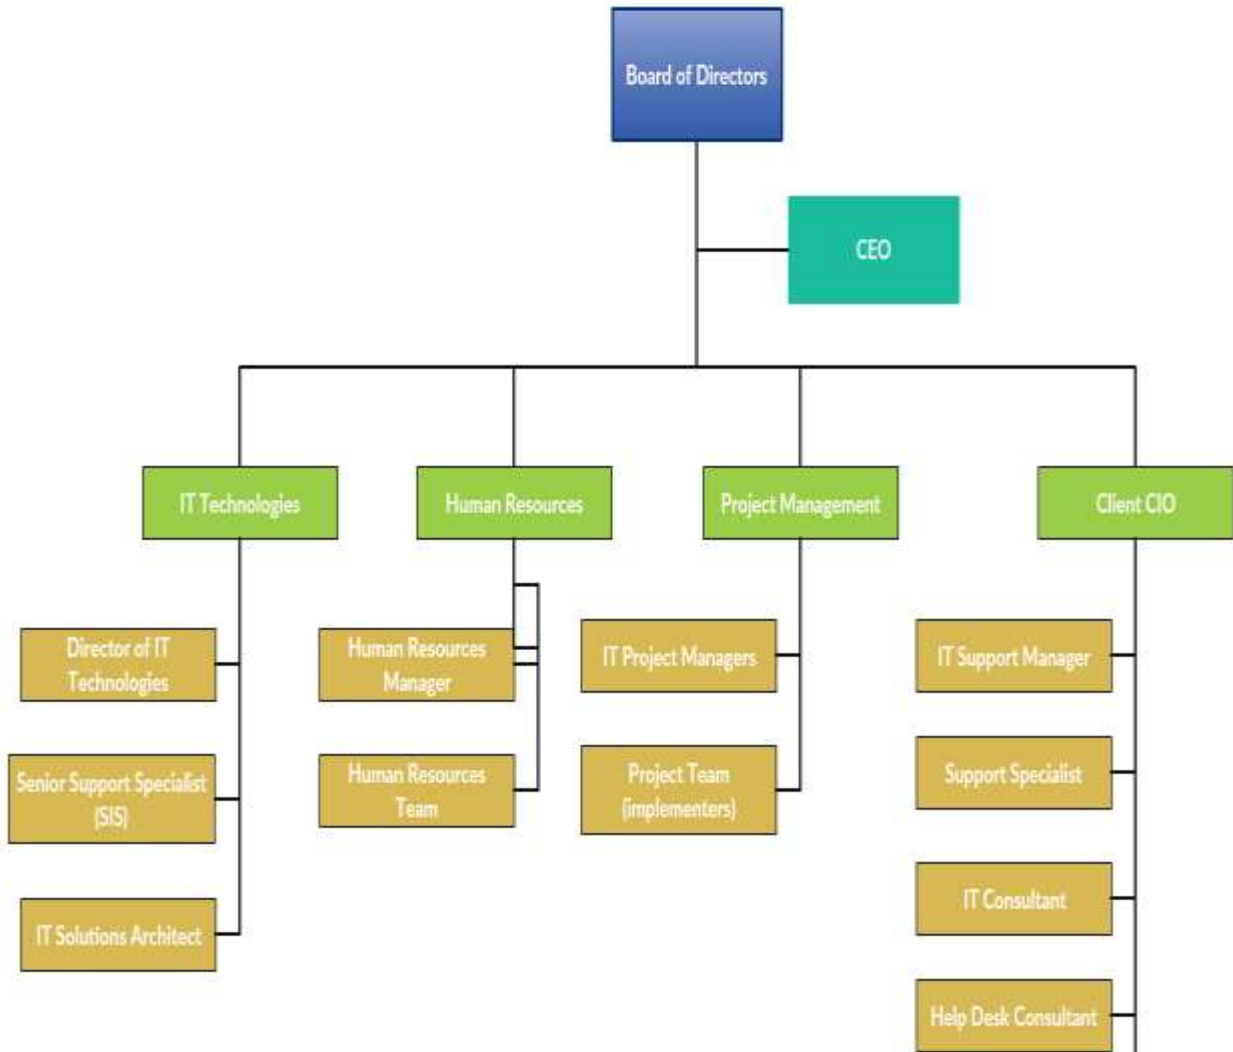 Board of Directors
CEO
IT Technologies
Human Resources
Project Management
Client CIO
Director of IT
Technologies
Human Resources
Manager
IT Project Managers
IT Support Manager
Senior Support Specialist
(SIS)
Human Resources
Team
Project Team
(implementers)
Support Specialist
IT Solutions Architect
IT Consultant
Help Desk Consultant